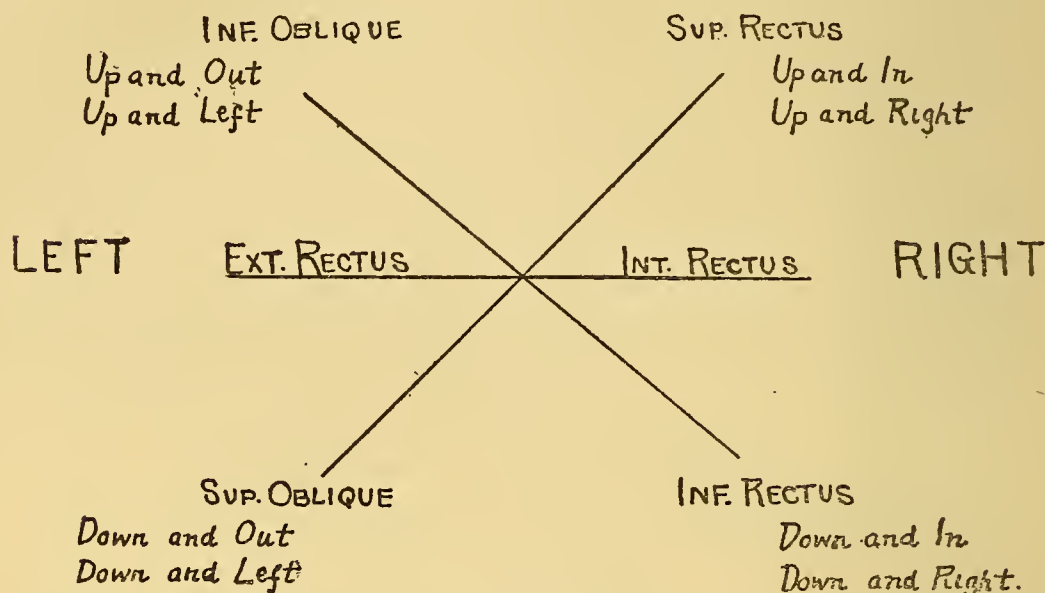 INF. OBLIQUE
Up and Out
Up and Left
SUP. RECTUS
Up and In
Up and Right
LEFT
EXT. RECTUS
INT. RECTUS
RIGHT
SUP. OBLIQUE
Down and Out
Down and Left
INF. RECTUS
Down and In
Down and Right.